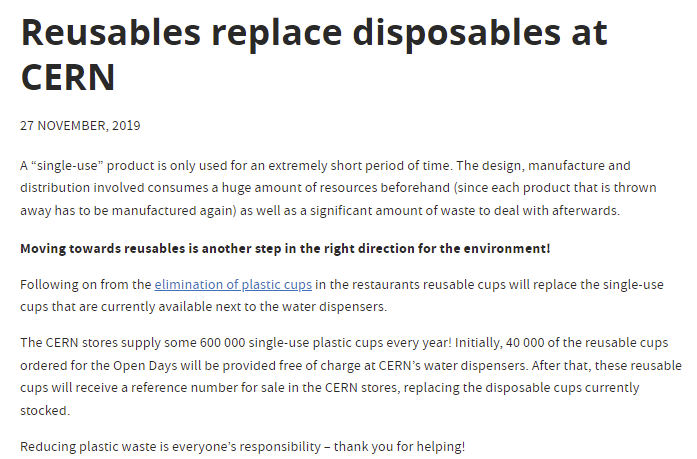 Reusables replace disposables at
CERN
27 NOVEMBER, 2019
A “single-use” product is only used for an extremely short period of time. The design, manufacture and
distribution involved consumes a huge amount of resources beforehand (since each product that is thrown
away has to be manufactured again) as well as a significant amount of waste to deal with afterwards.
Moving towards reusables is another step in the right direction for the environment!
Following on from the elimination of plastic cups in the restaurants reusable cups will replace the single-use
cups that are currently available next to the water dispensers.
The CERN stores supply some 600 000 single-use plastic cups every year! Initially, 40 000 of the reusable cups
ordered for the Open Days will be provided free of charge at CERN’s water dispensers. After that, these reusable
cups will receive a reference number for sale in the CERN stores, replacing the disposable cups currently
stocked.
Reducing plastic waste is everyone’s responsibility – thank you for helping!